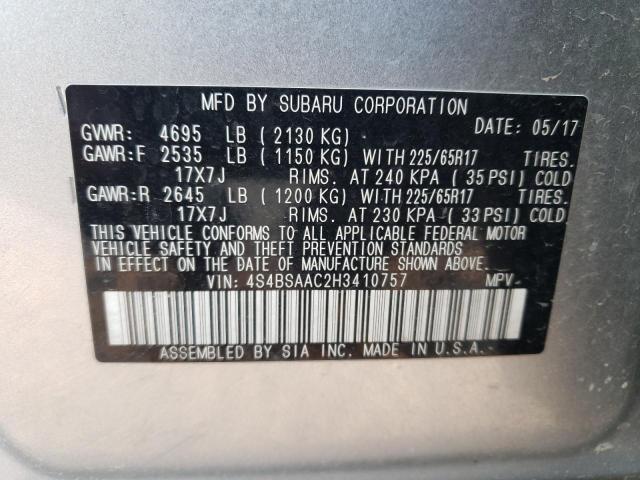 MFD BY SUBARU CORPORATION
GVWR: 4695 LB ( 2130 KG) DATE: 05/17
GAWR:F 2535 LB ( 1150 KG) WITH 225/65R17 TIRES.
17X7J RIMS. AT 240 KPA ( 35 PSI) COLD
GAWR:R 2645 LB ( 1200 KG) WITH 225/65R17 TIRES.
17X7J RIMS. AT 230 KPA ( 33 PSI) COLD
THIS VEHICLE CONFORMS TO ALL APPLICABLE FEDERAL MOTOR
VEHICLE SAFETY AND THEFT PREVENTION STANDARDS
IN EFFECT ON THE DATE OF MANUFACTURE SHOWN ABOVE.
VIN: 4S4BSAAC2H3410757 MPV
ASSEMBLED BY SIA INC. MADE IN U.S.A.